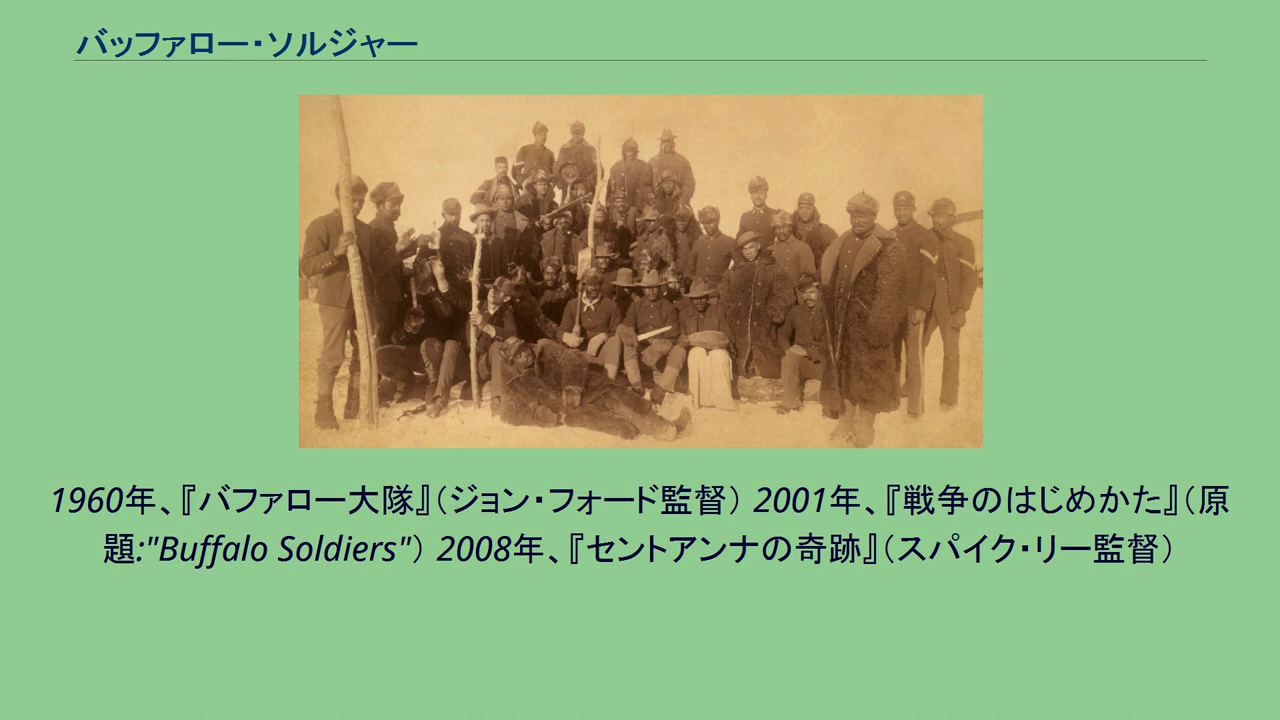 バッファロー・ソルジャー
1960年、『バファロー大隊』（ジョン・フォード監督） 2001年、『戦争のはじめかた』（原
題:"Buffalo Soldiers"） 2008年、『セントアンナの奇跡』（スパイク・リー監督）